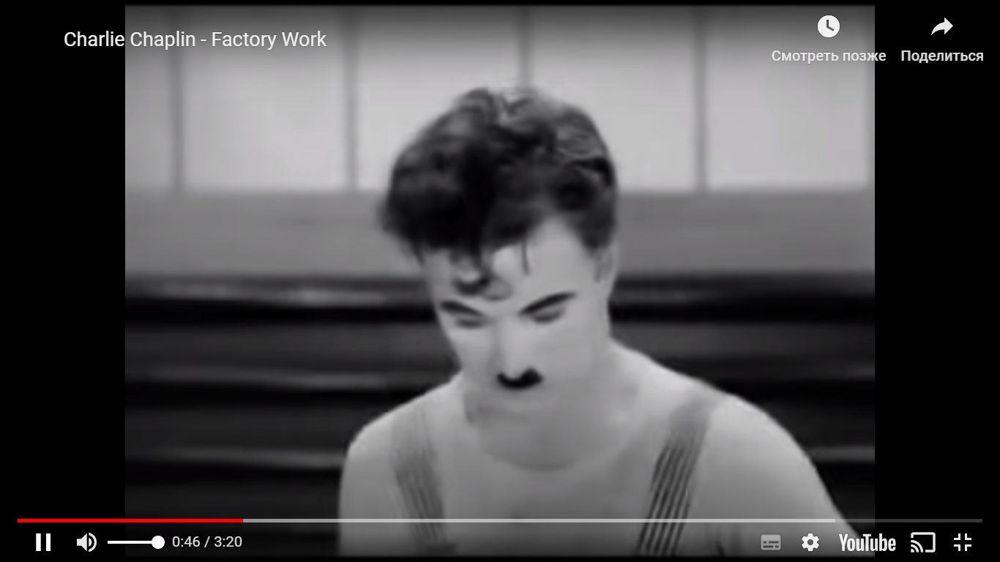 Charlie Chaplin - Factory Work
Смотреть позже
Поделиться
0:46 / 3:20
YouTube